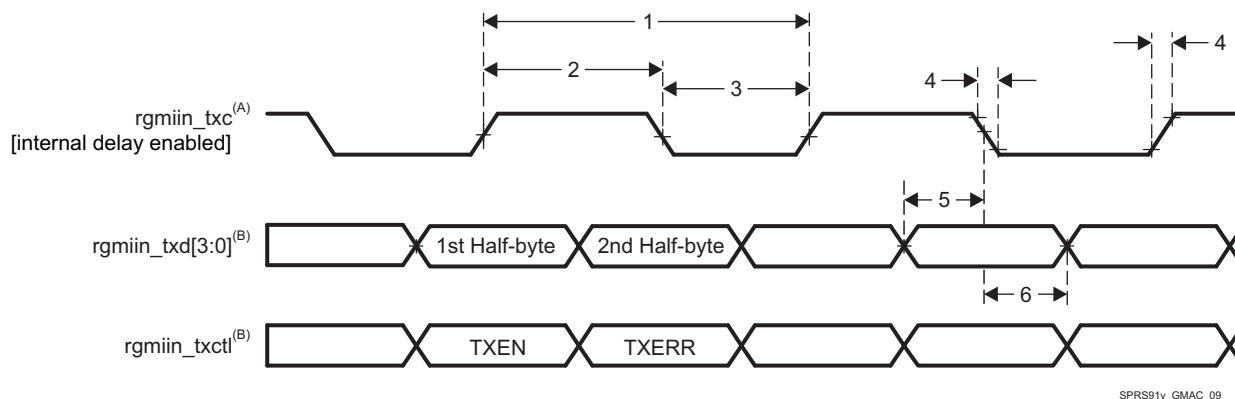 1
2
3
4
4
rgmiin_txc(A)
[internal delay enabled]
5
rgmiin_txd[3:0](B)
1st Half-byte
2nd Half-byte
6
rgmiin_txctl(B)
TXEN
TXERR
SPRS91v_GMAC_09